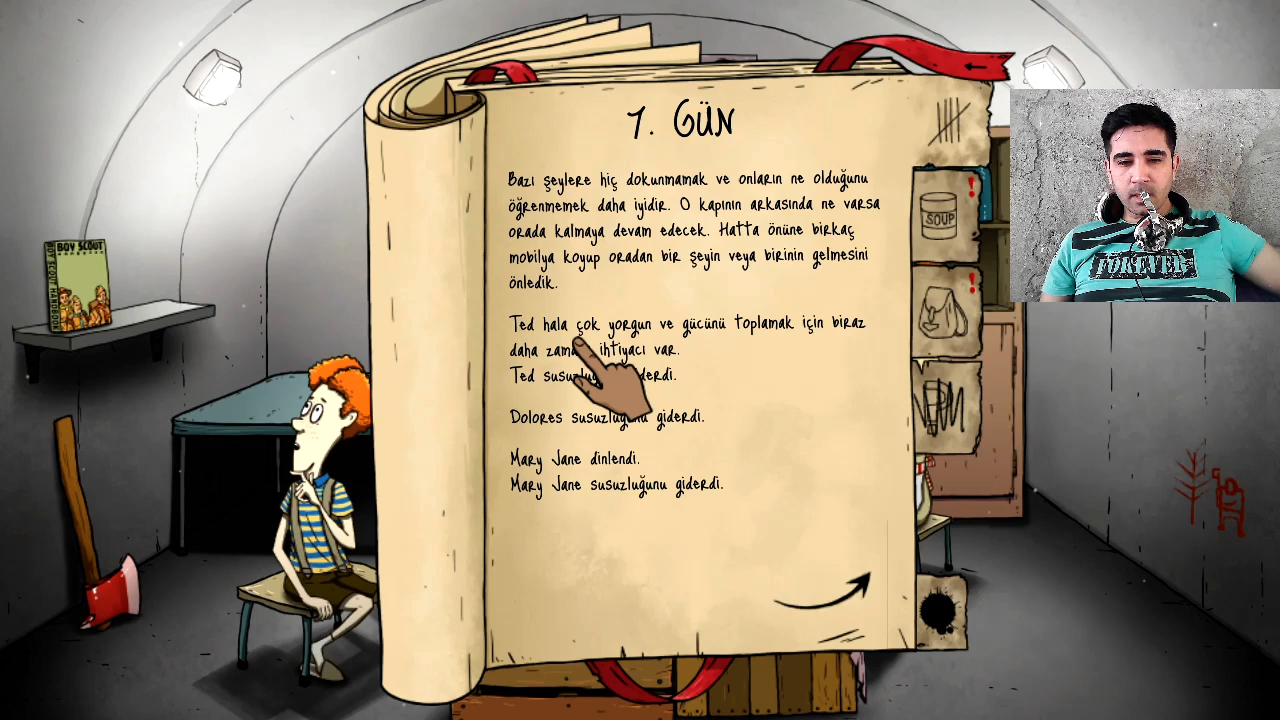 7. GÜN
Bazı şeylere hiç dokunmamak ve onların ne olduğunu
öğrenmemek daha iyidir. O kapının arkasında ne varsa
orada kalmaya devam edecek. Hatta önüne birkaç
mobilya koyup oradan bir şeyin veya birinin gelmesini
önledik.
Ted hala çok yorgun ve gücünü toplamak için biraz
daha ihtiyacı var.
Ted
Dolores susuzluğunu giderdi.
Mary Jane dinlendi.
Mary Jane susuzluğunu giderdi.
SOUP
!
!
BOY SCOUT
BOY SCOUT HANDBOOK
FOREVER